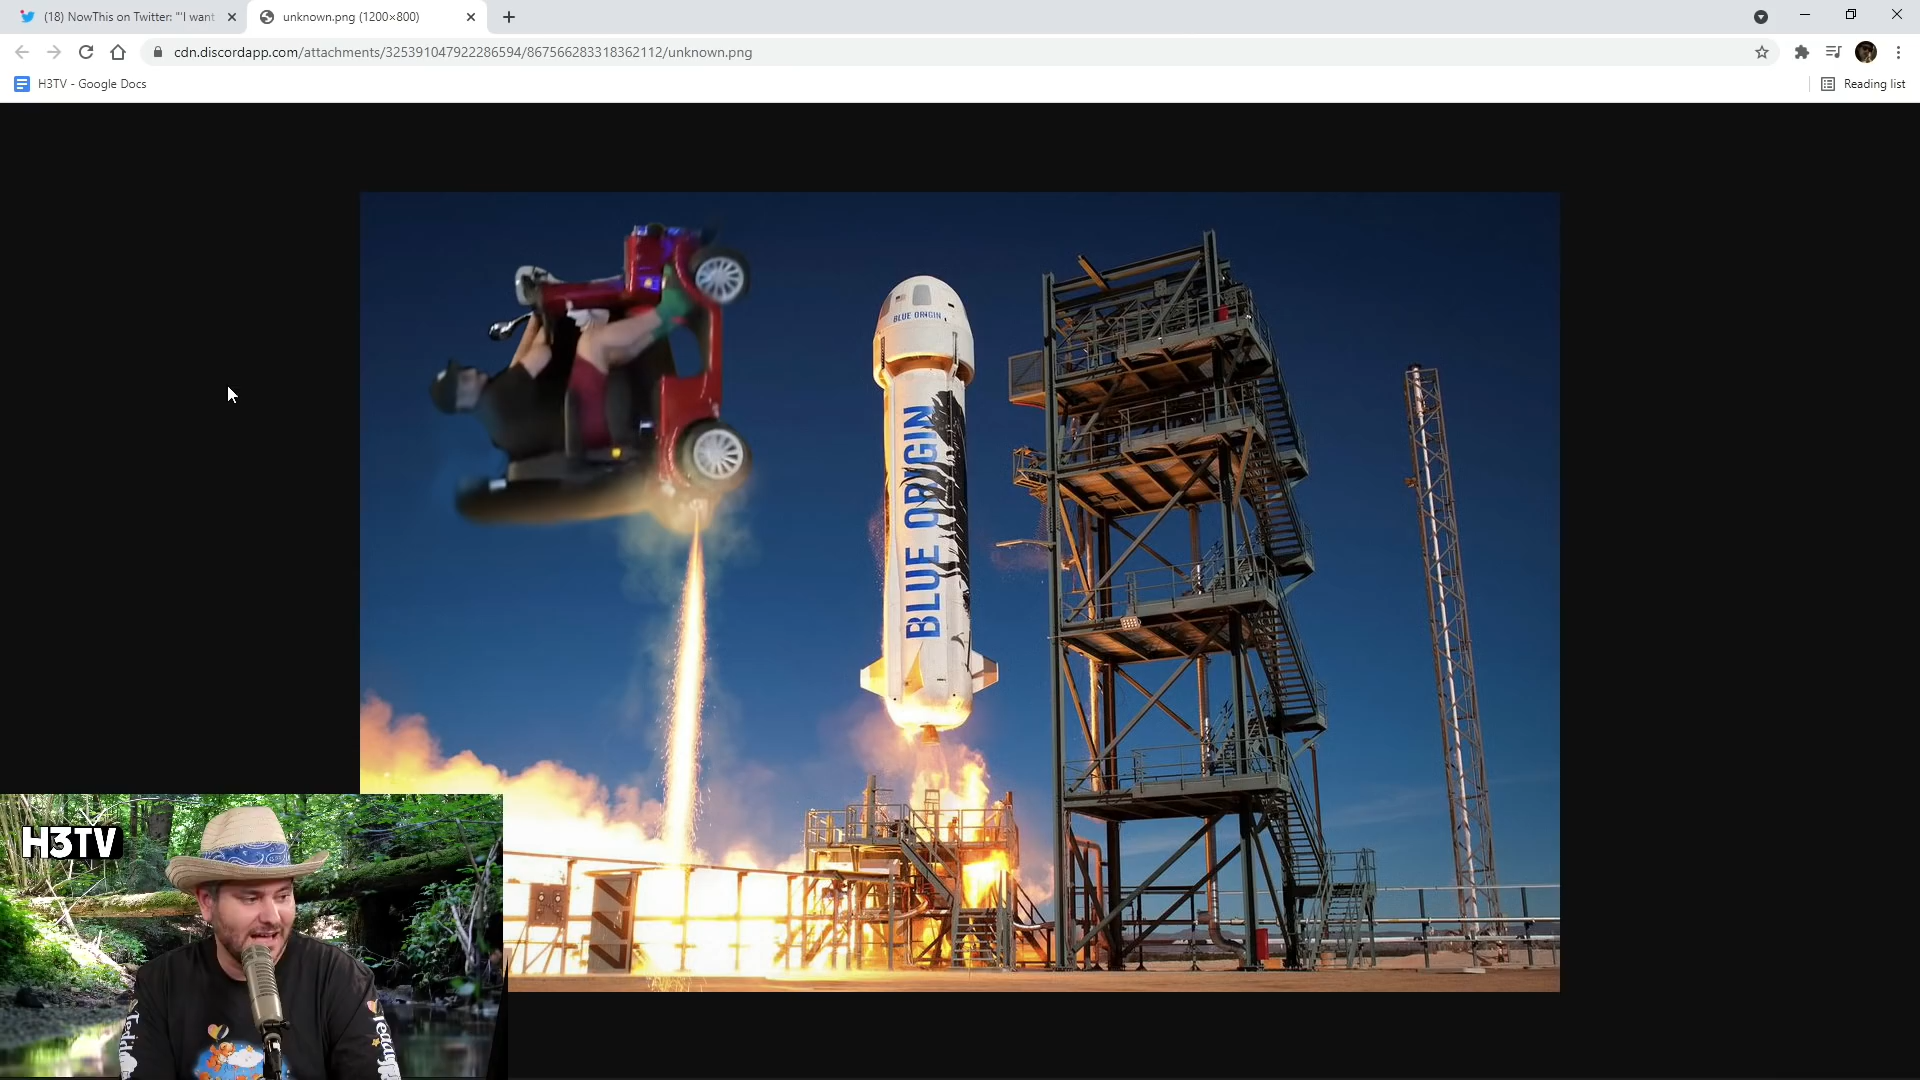 (18) NowThis on Twitter: "'I want
unknown.png (1200×800)
cdn.discordapp.com/attachments/325391047922286594/867566283318362112/unknown.png
H3TV - Google Docs
Reading list
BLUE ORIGIN
BLUE ORIGIN
H3TV